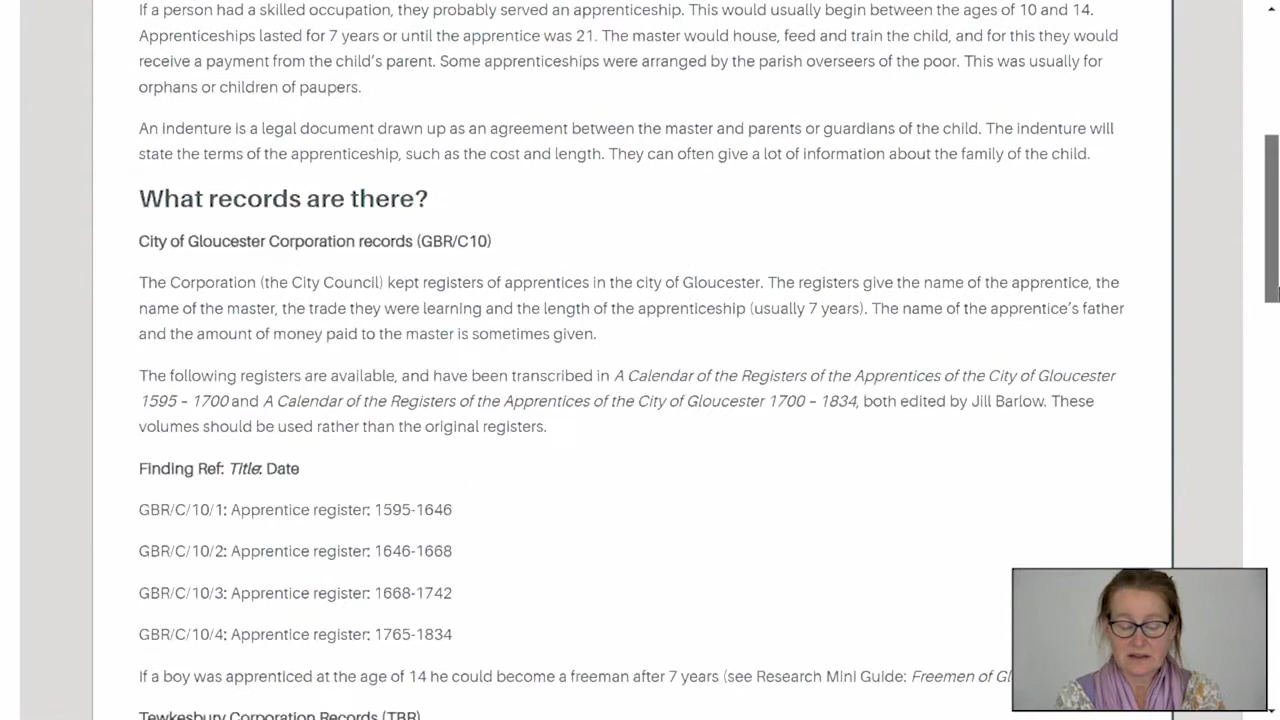 If a person had a skilled occupation, they probably served an apprenticeship. This would usually begin between the ages of 10 and 14.
Apprenticeships lasted for 7 years or until the apprentice was 21. The master would house, feed and train the child, and for this they would
receive a payment from the child's parent. Some apprenticeships were arranged by the parish overseers of the poor. This was usually for
orphans or children of paupers.
An indenture is a legal document drawn up as an agreement between the master and parents or guardians of the child. The indenture will
state the terms of the apprenticeship, such as the cost and length. They can often give a lot of information about the family of the child.
What records are there?
City of Gloucester Corporation records (GBR/C10)
The Corporation (the City Council) kept registers of apprentices in the city of Gloucester. The registers give the name of the apprentice, the
name of the master, the trade they were learning and the length of the apprenticeship (usually 7 years). The name of the apprentice's father
and the amount of money paid to the master is sometimes given.
The following registers are available, and have been transcribed in A Calendar of the Registers of the Apprentices of the City of Gloucester
1595 – 1700 and A Calendar of the Registers of the Apprentices of the City of Gloucester 1700 – 1834, both edited by Jill Barlow. These
volumes should be used rather than the original registers.
Finding Ref: Title: Date
GBR/C/10/1: Apprentice register: 1595-1646
GBR/C/10/2: Apprentice register: 1646-1668
GBR/C/10/3: Apprentice register: 1668-1742
GBR/C/10/4: Apprentice register: 1765-1834
If a boy was apprenticed at the age of 14 he could become a freeman after 7 years (see Research Mini Guide: Freemen of Gl
Tewkesbury Corporation Records (TBR)